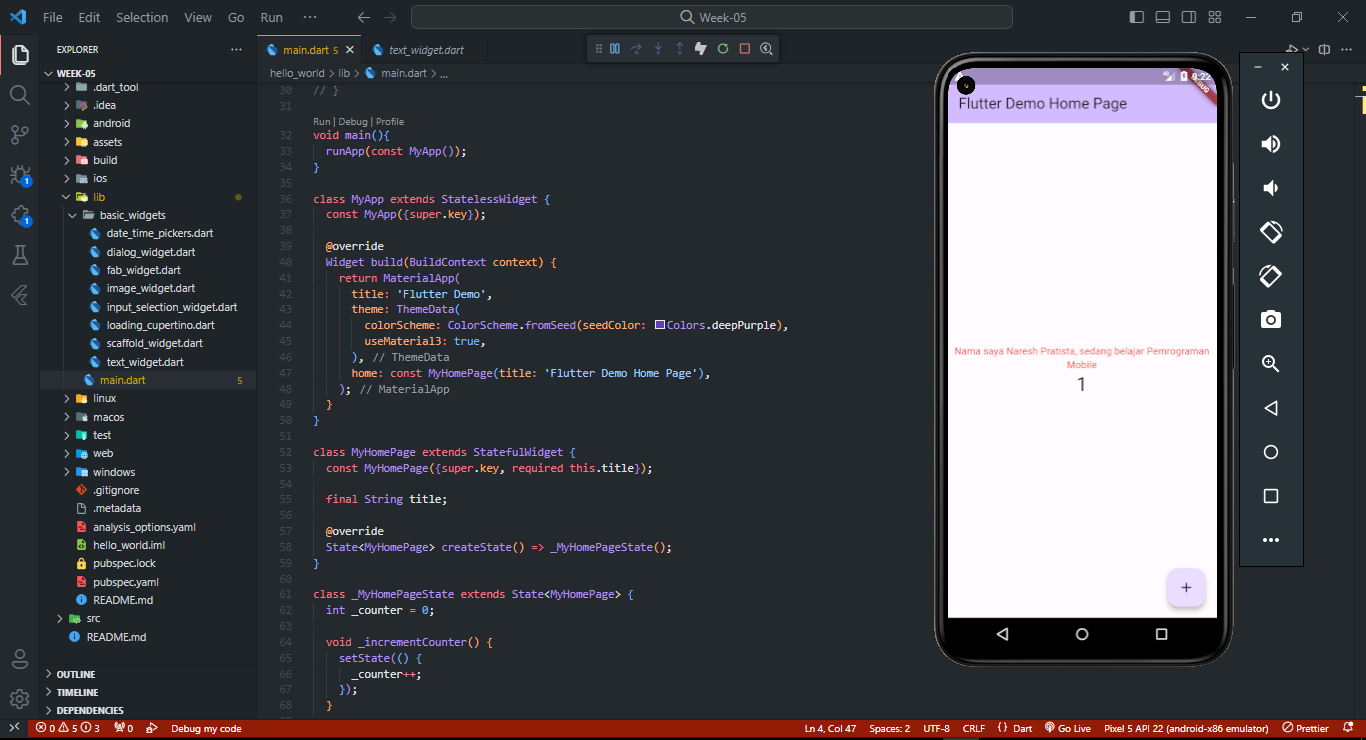 File Edit Selection View Go Run ··· Week-05
EXPLORER ···
WEEK-05
.dart_tool
.idea
android
assets
build
ios
lib
basic_widgets
date_time_pickers.dart
dialog_widget.dart
fab_widget.dart
image_widget.dart
input_selection_widget.dart
loading_cupertino.dart
scaffold_widget.dart
text_widget.dart
main.dart 5
linux
macos
test
web
windows
.gitignore
.metadata
analysis_options.yaml
hello_world.iml
pubspec.lock
pubspec.yaml
README.md
src
README.md
OUTLINE
TIMELINE
DEPENDENCIES
1
1
main.dart 5 text_widget.dart
hello_world > lib > main.dart > ...
30 // }
31
Run | Debug | Profile
32 void main(){
33 runApp(const MyApp());
34 }
35
36 class MyApp extends StatelessWidget {
37 const MyApp({super.key});
38
39 @override
40 Widget build(BuildContext context) {
41 return MaterialApp(
42 title: 'Flutter Demo',
43 theme: ThemeData(
44 colorScheme: ColorScheme.fromSeed(seedColor: Colors.deepPurple),
45 useMaterial3: true,
46 ), // ThemeData
47 home: const MyHomePage(title: 'Flutter Demo Home Page'),
48 ); // MaterialApp
49 }
50 }
51
52 class MyHomePage extends StatefulWidget {
53 const MyHomePage({super.key, required this.title});
54
55 final String title;
56
57 @override
58 State<MyHomePage> createState() => _MyHomePageState();
59 }
60
61 class _MyHomePageState extends State<MyHomePage> {
62 int _counter = 0;
63
64 void _incrementCounter() {
65 setState(() {
66 _counter++;
67 });
68 }
9:22
Flutter Demo Home Page
Nama saya Naresh Pratista, sedang belajar Pemrograman
Mobile
1
0 5 3 0 Debug my code Ln 4, Col 47 Spaces: 2 UTF-8 CRLF { } Dart Go Live Pixel 5 API 22 (android-x86 emulator) Prettier